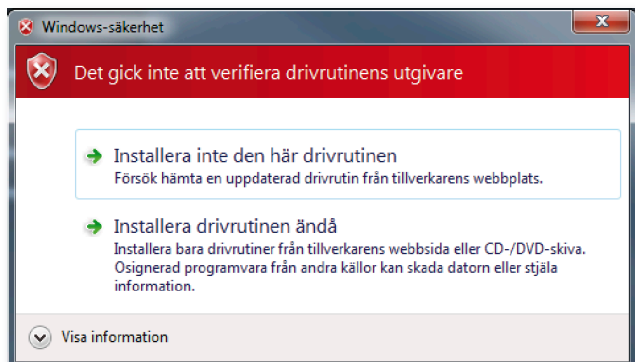 Windows-säkerhet
Det gick inte att verifiera drivrutinens utgivare
Installera inte den här drivrutinen
Försök hämta en uppdaterad drivrutin från tillverkarens webbplats.
Installera drivrutinen ändå
Installera bara drivrutiner från tillverkarens webbsida eller CD-/DVD-skiva.
Osignerad programvara från andra källor kan skada datorn eller stjäla
information.
Visa information